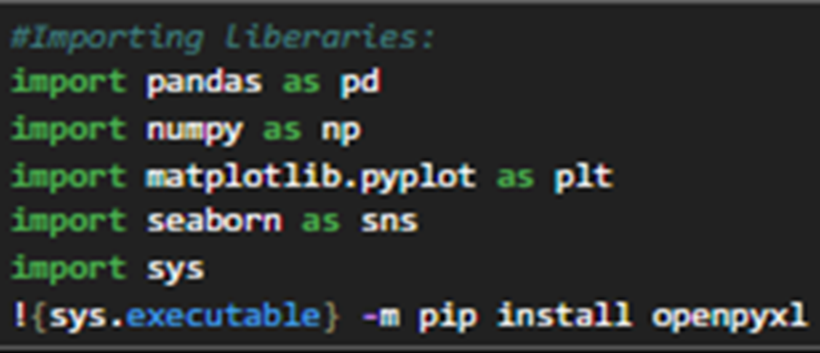 #Importing Liberaries:
import pandas as pd
import numpy as np
import matplotlib.pyplot as plt
import seaborn as sns
import sys
!{sys.executable} -m pip install openpyxl